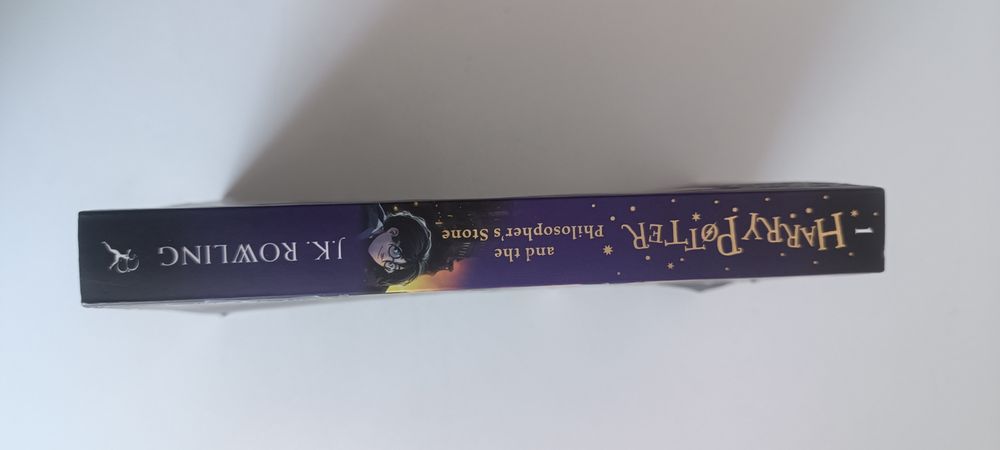 1
HARRY POTTER
and the
Philosopher's Stone
J.K. ROWLING